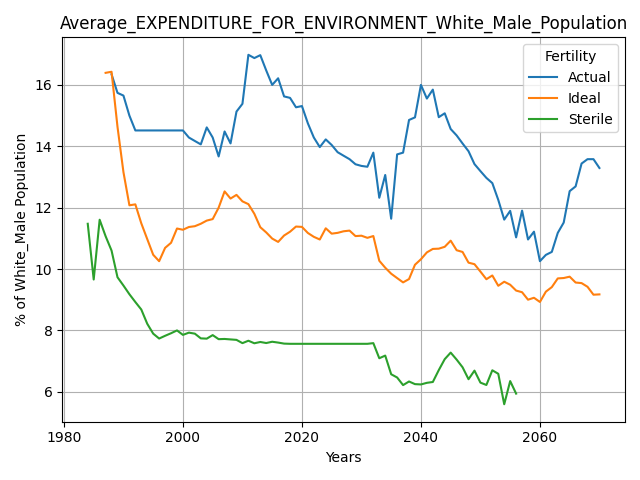 Average_EXPENDITURE_FOR_ENVIRONMENT_White_Male_Population
Fertility
Actual
Ideal
Sterile
% of White_Male Population
16
14
12
10
8
6
1980
2000
2020
2040
2060
Years